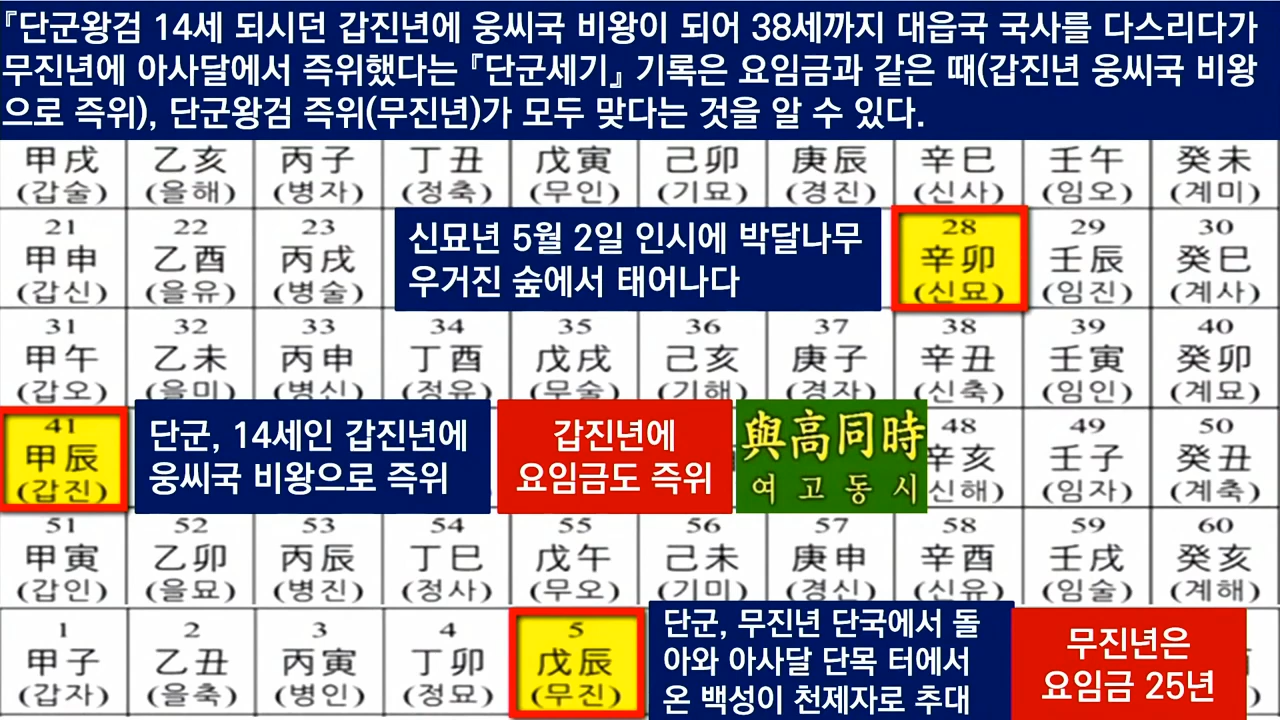 『단군왕검 14세 되시던 갑진년에 웅씨국 비왕이 되어 38세까지 대읍국 국사를 다스리다가
무진년에 아사달에서 즉위했다는 『단군세기』 기록은 요임금과 같은 때(갑진년 웅씨국 비왕
으로 즉위), 단군왕검 즉위(무진년)가 모두 맞다는 것을 알 수 있다.
甲戌 乙亥 丙子 丁丑 戊寅 己卯 庚辰 辛巳 壬午 癸未
(갑술) (을해) (병자) (정축) (무인) (기묘) (경진) (신사) (임오) (계미)
21 22 23 28 29 30
甲申 乙酉 丙戌 辛卯 壬辰 癸巳
(갑신) (을유) (병술) (신묘) (임진) (계사)
신묘년 5월 2일 인시에 박달나무
우거진 숲에서 태어나다
31 32 33 34 35 36 37 38 39 40
甲午 乙未 丙申 丁酉 戊戌 己亥 庚子 辛丑 壬寅 癸卯
(갑오) (을미) (병신) (정유) (무술) (기해) (경자) (신축) (임인) (계묘)
41 48 49 50
甲辰 辛亥 壬子 癸丑
(갑진) (신해) (임자) (계축)
단군, 14세인 갑진년에
웅씨국 비왕으로 즉위
갑진년에
요임금도 즉위
與高同時
여고동시
51 52 53 54 55 56 57 58 59 60
甲寅 乙卯 丙辰 丁巳 戊午 己未 庚申 辛酉 壬戌 癸亥
(갑인) (을묘) (병진) (정사) (무오) (기미) (경신) (신유) (임술) (계해)
1 2 3 4 5
甲子 乙丑 丙寅 丁卯 戊辰
(갑자) (을축) (병인) (정묘) (무진)
단군, 무진년 단국에서 돌
아와 아사달 단목 터에서
온 백성이 천제자로 추대
무진년은
요임금 25년